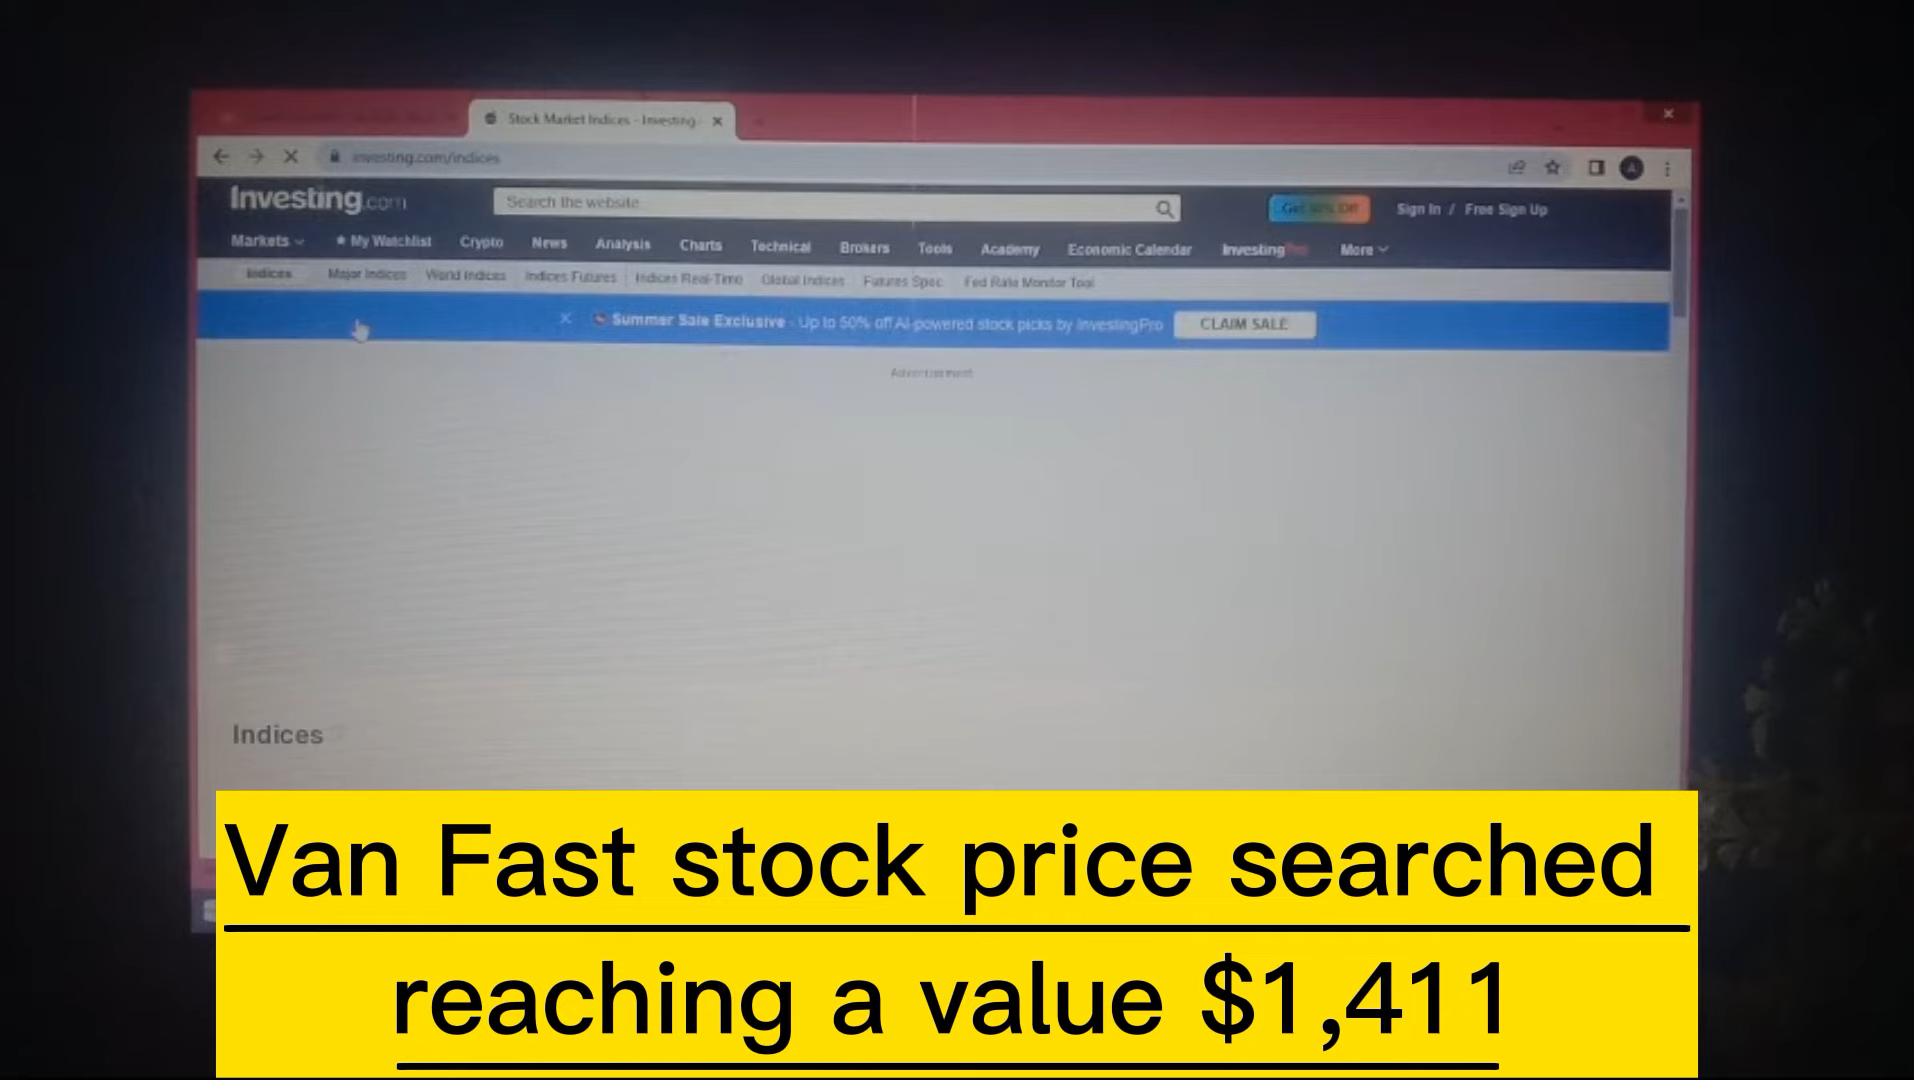 Stock Market Indices - Investing.
investing.com/indices
Investing.com
Search the website
Sign In / Free Sign Up
Markets My Watchlist Crypto News Analysis Charts Technical Brokers Tools Academy Economic Calendar InvestingPro More
Indices Major Indices World Indices Indices Futures Indices Real-Time Global Indices Futures Spec Fed Rate Monitor Tool
Summer Sale Exclusive - Up to 50% off AI-powered stock picks by InvestingPro CLAIM SALE
Advertisement
Indices
Van Fast stock price searched
reaching a value $1,411